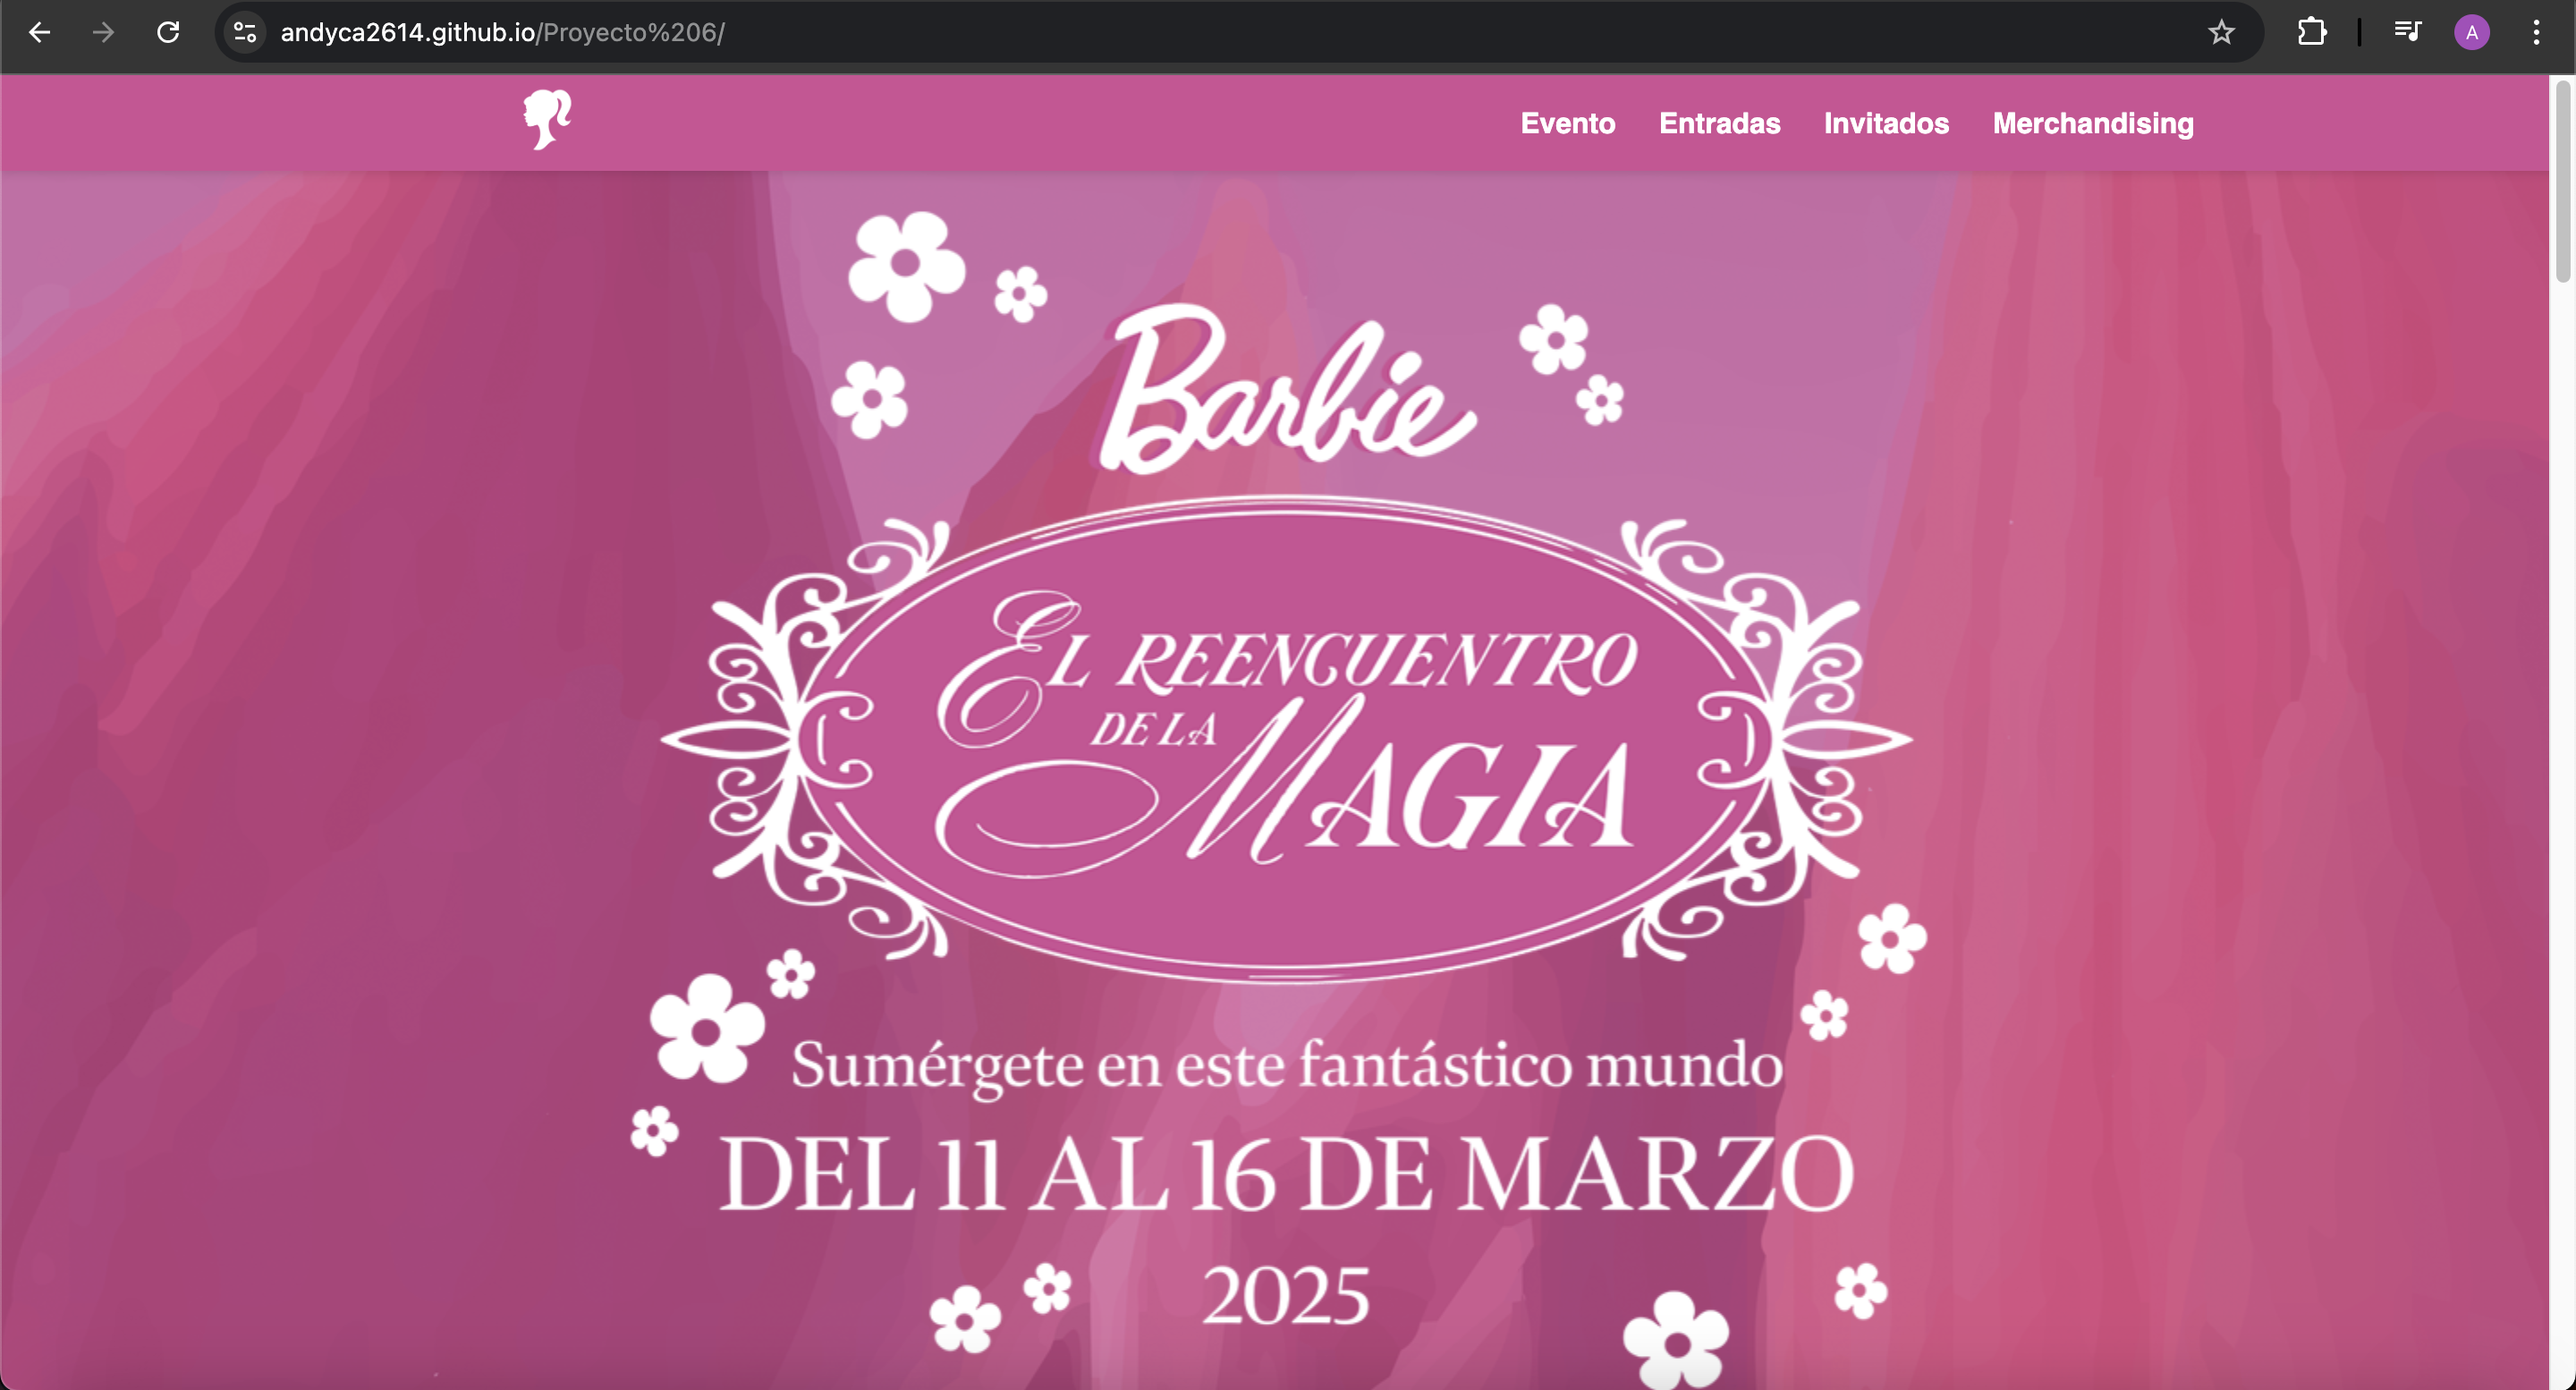 andyca2614.github.io/Proyecto%206/
A
Evento Entradas Invitados Merchandising
Barbie
EL REENCUENTRO
DE LA
MAGIA
Sumérgete en este fantástico mundo
DEL 11 AL 16 DE MARZO
2025